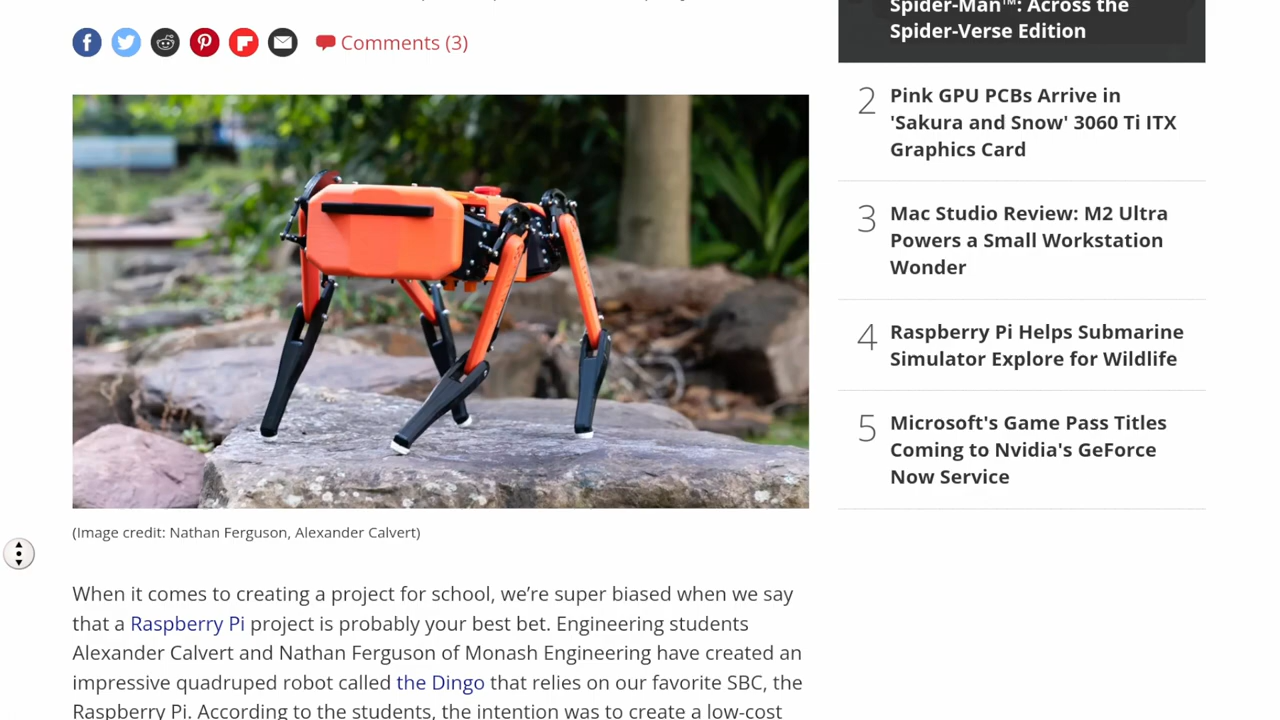 Comments (3)
(Image credit: Nathan Ferguson, Alexander Calvert)
When it comes to creating a project for school, we’re super biased when we say
that a Raspberry Pi project is probably your best bet. Engineering students
Alexander Calvert and Nathan Ferguson of Monash Engineering have created an
impressive quadruped robot called the Dingo that relies on our favorite SBC, the
Raspberry Pi. According to the students, the intention was to create a low-cost
Spider-Man™: Across the
Spider-Verse Edition
2
Pink GPU PCBs Arrive in
'Sakura and Snow' 3060 Ti ITX
Graphics Card
3
Mac Studio Review: M2 Ultra
Powers a Small Workstation
Wonder
4
Raspberry Pi Helps Submarine
Simulator Explore for Wildlife
5
Microsoft's Game Pass Titles
Coming to Nvidia's GeForce
Now Service